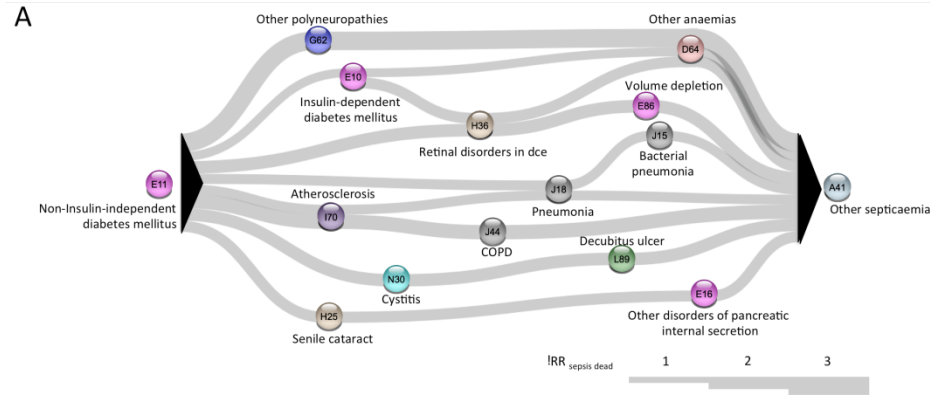 A
Other polyneuropathies
Other anaemias
G62
D64
E10
Insulin-dependent
diabetes mellitus
Volume depletion
E86
H36
Retinal disorders in dce
J15
Bacterial
pneumonia
E11
Non-Insulin-independent
diabetes mellitus
Atherosclerosis
I70
J18
Pneumonia
A41
Other septicaemia
J44
COPD
Decubitus ulcer
L89
N30
Cystitis
E16
Other disorders of pancreatic
internal secretion
H25
Senile cataract
!RR sepsis dead 1 2 3